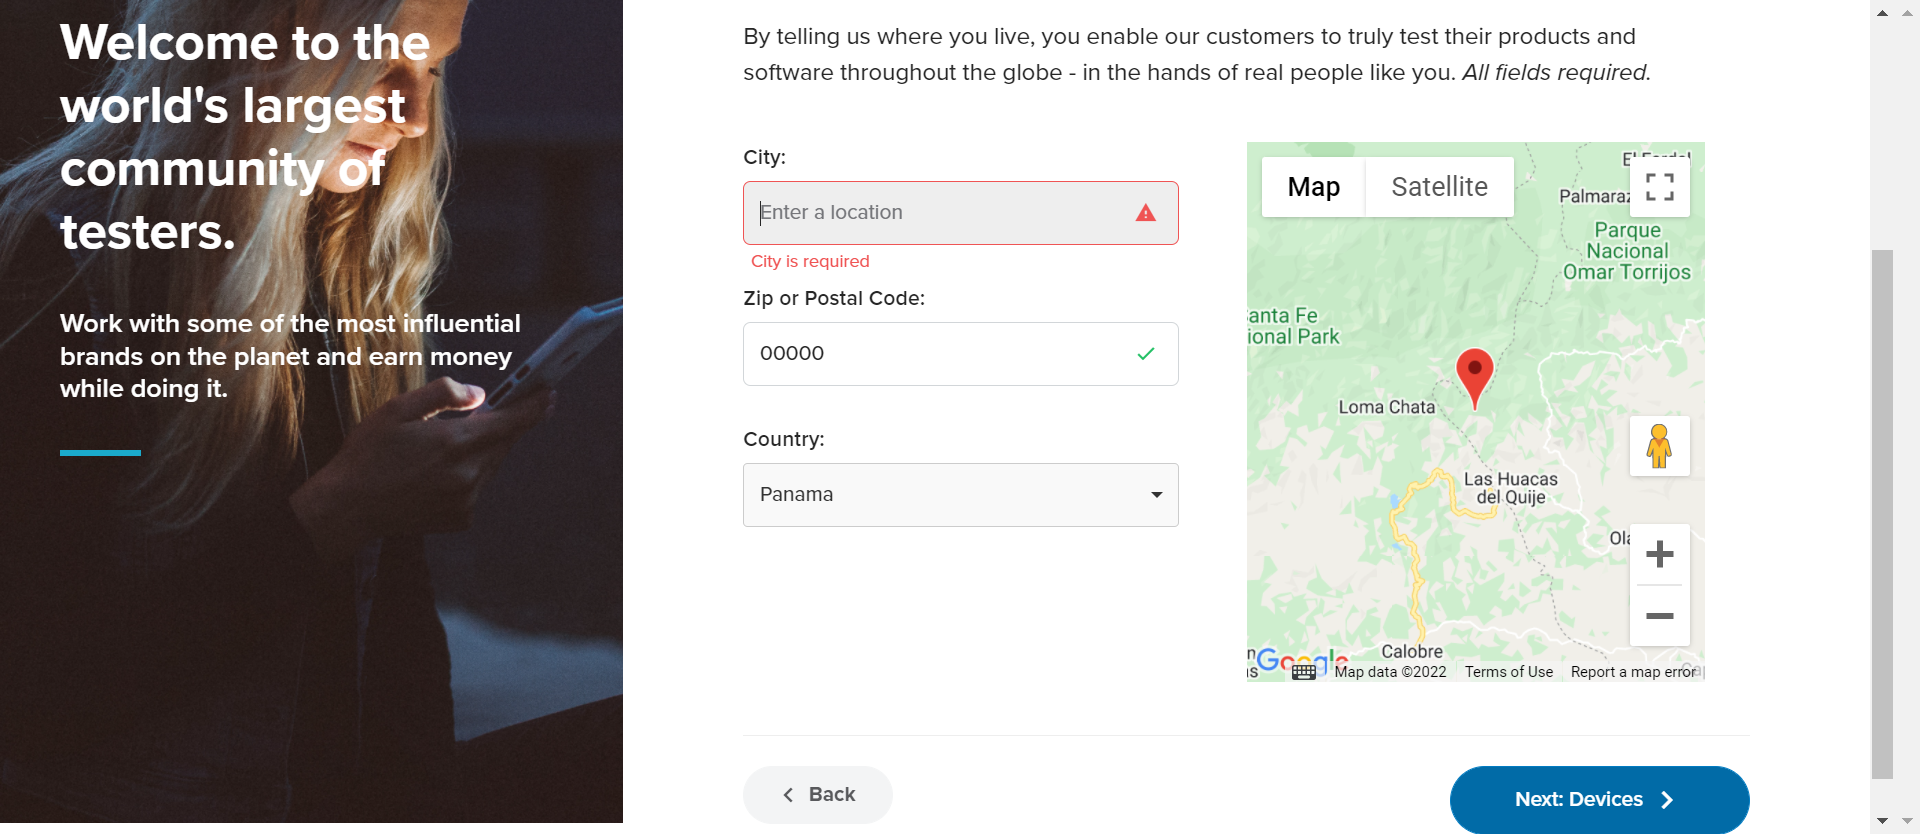 Welcome to the
world's largest
community of
testers.
Work with some of the most influential
brands on the planet and earn money
while doing it.
By telling us where you live, you enable our customers to truly test their products and
software throughout the globe - in the hands of real people like you. All fields required.
City:
Enter a location
City is required
Zip or Postal Code:
00000
Country:
Panama
Map
Satellite
Palmaraz
Parque
Nacional
Omar Torrijos
anta Fe
ional Park
Loma Chata
Las Huacas
del Quije
Calobre
Google
Map data ©2022
Terms of Use
Report a map error
Back
Next: Devices